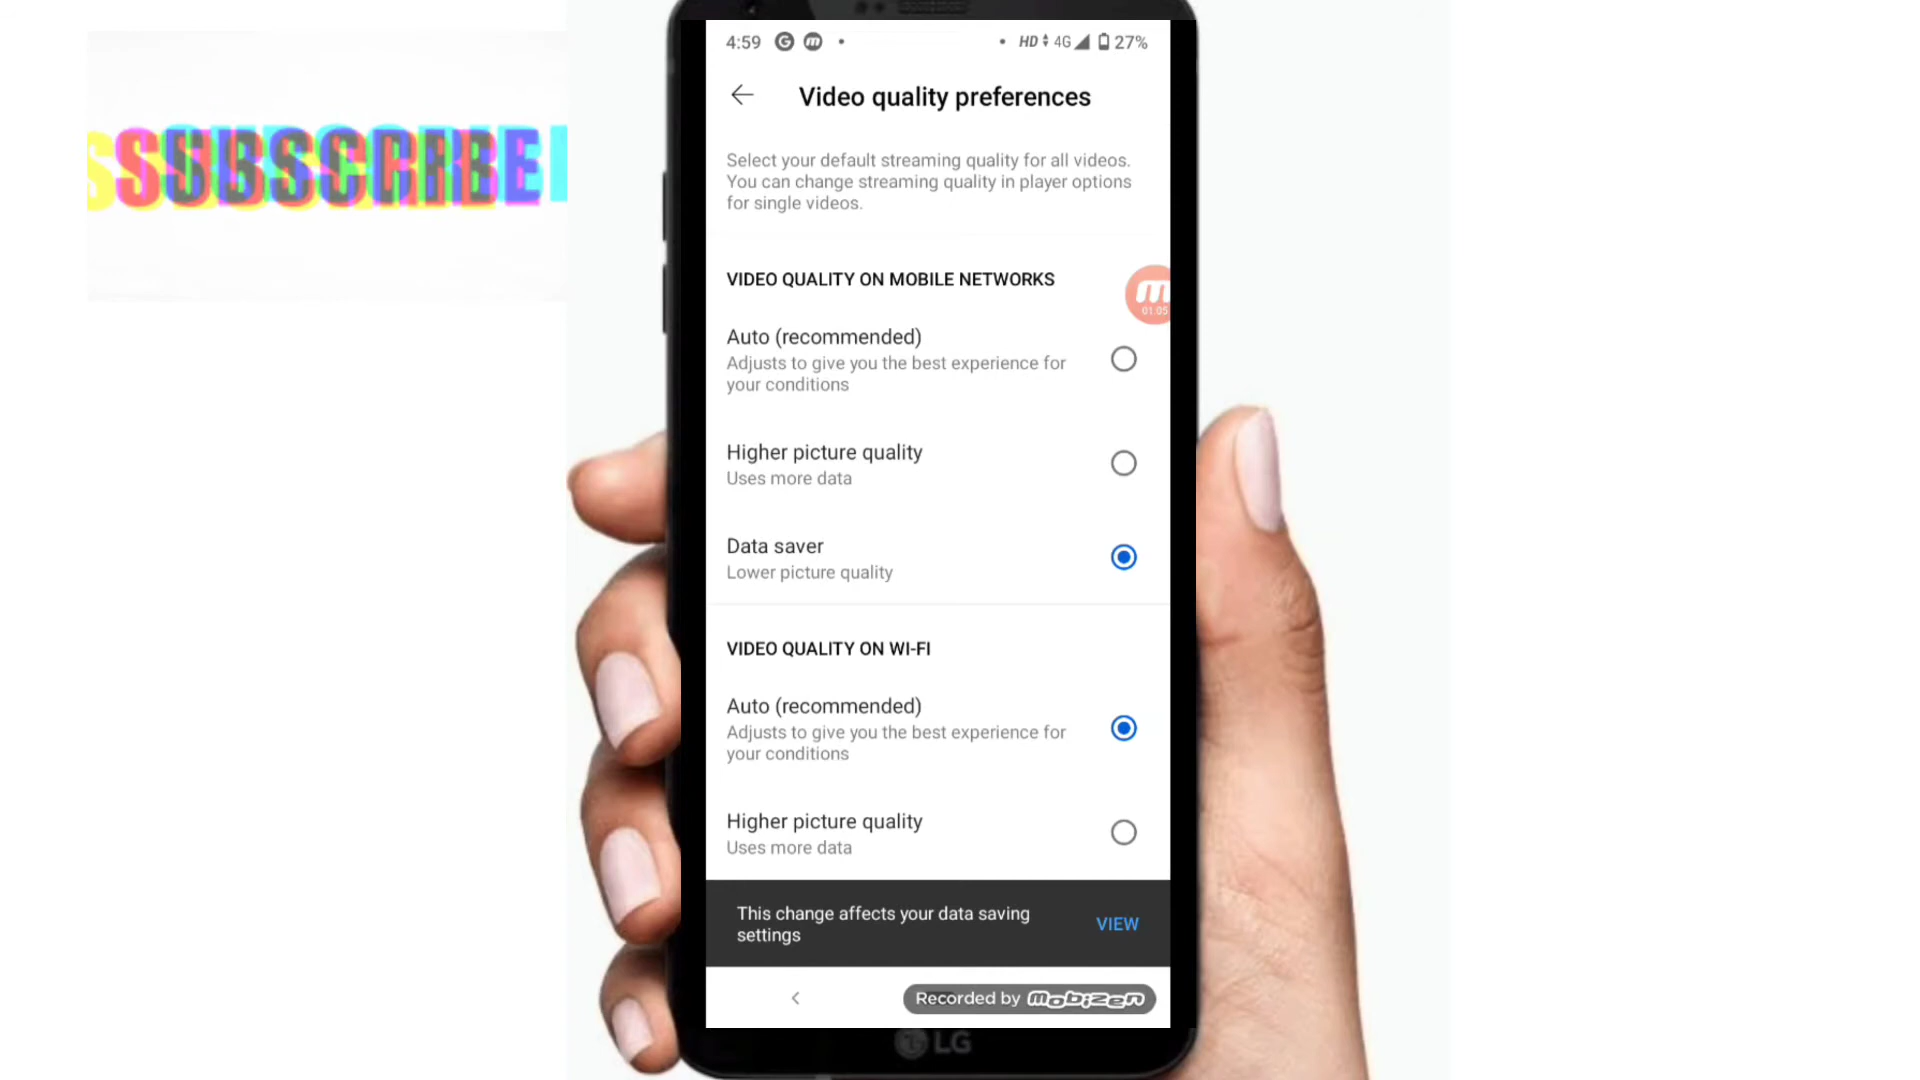 SUBSCRIBE
4:59
HD 4G 27%
Video quality preferences
Select your default streaming quality for all videos.
You can change streaming quality in player options
for single videos.
VIDEO QUALITY ON MOBILE NETWORKS
01:05
Auto (recommended)
Adjusts to give you the best experience for
your conditions
Higher picture quality
Uses more data
Data saver
Lower picture quality
VIDEO QUALITY ON WI-FI
Auto (recommended)
Adjusts to give you the best experience for
your conditions
Higher picture quality
Uses more data
This change affects your data saving
settings
VIEW
Recorded by mobizen
LG